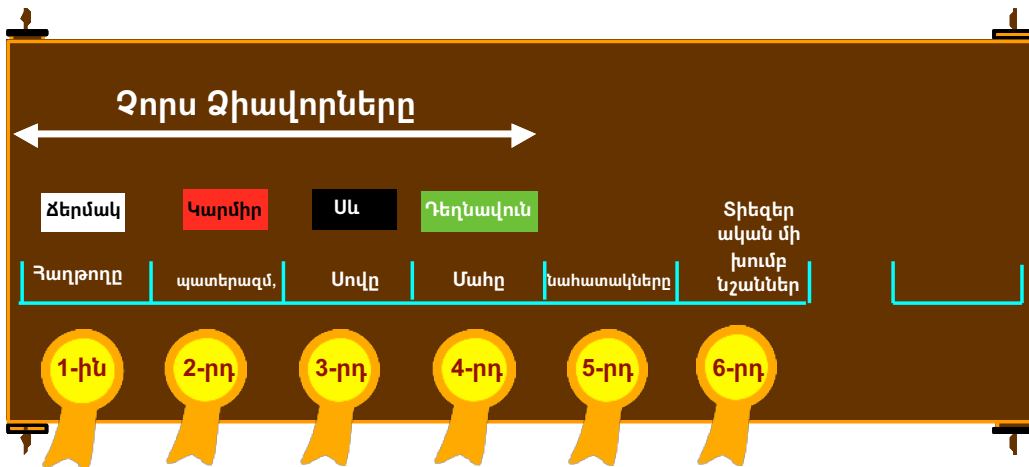 Չորս Ձիավորները
Ճերմակ
Կարմիր
Սև
Դեղնավուն
Հաղթողը
պատերազմ,
Սովը
Մահը
նահատակները
Տիեզեր
ական մի
խումբ
նշաններ
1-ին
2-րդ
3-րդ
4-րդ
5-րդ
6-րդ